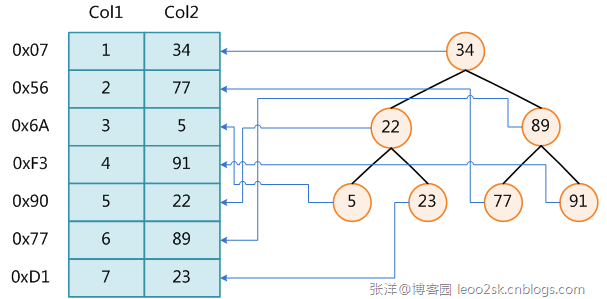 Col1 Col2
0x07 1 34 34
0x56 2 77
0x6A 3 5 22 89
0xF3 4 91
0x90 5 22 5 23 77 91
0x77 6 89
0xD1 7 23
张洋@博客园 leoo2sk.cnblogs.com